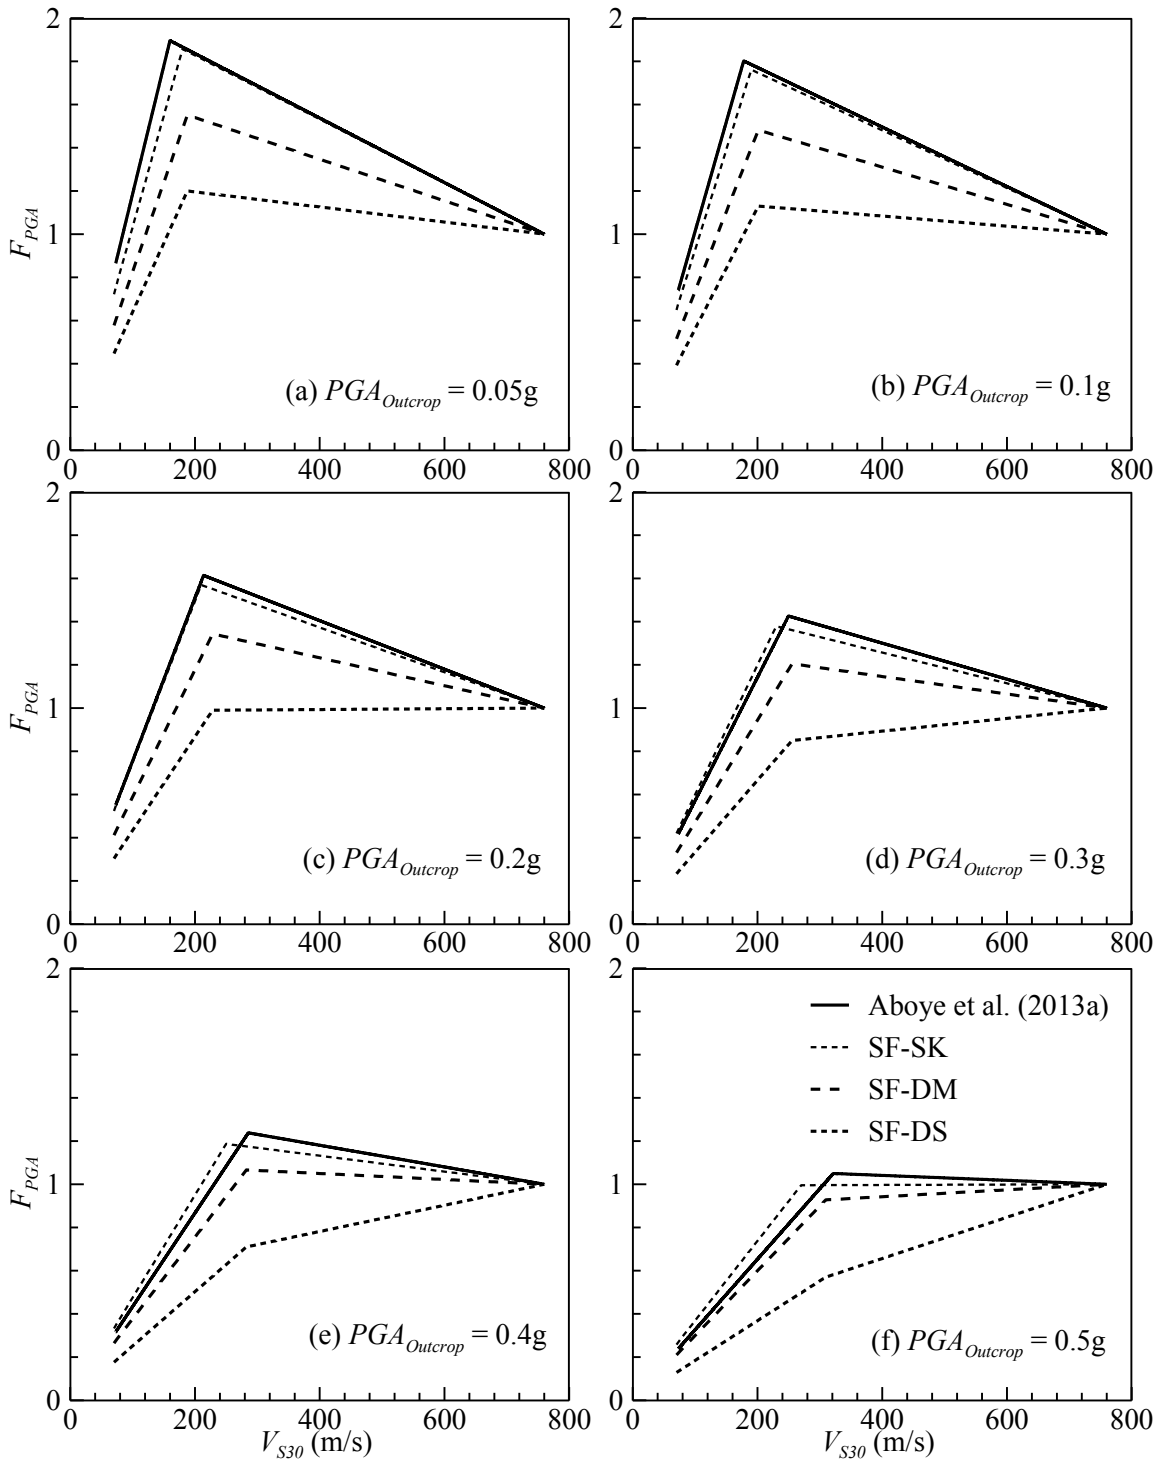 2
2
F_PGA
1
1
(a) PGA_Outcrop = 0.05g
(b) PGA_Outcrop = 0.1g
0
0
0 200 400 600 800
0 200 400 600 800
2
2
F_PGA
1
1
(c) PGA_Outcrop = 0.2g
(d) PGA_Outcrop = 0.3g
0
0
0 200 400 600 800
0 200 400 600 800
2
2
Aboye et al. (2013a)
SF-SK
SF-DM
SF-DS
F_PGA
1
1
(e) PGA_Outcrop = 0.4g
(f) PGA_Outcrop = 0.5g
0
0
0 200 400 600 800
0 200 400 600 800
V_S30 (m/s)
V_S30 (m/s)